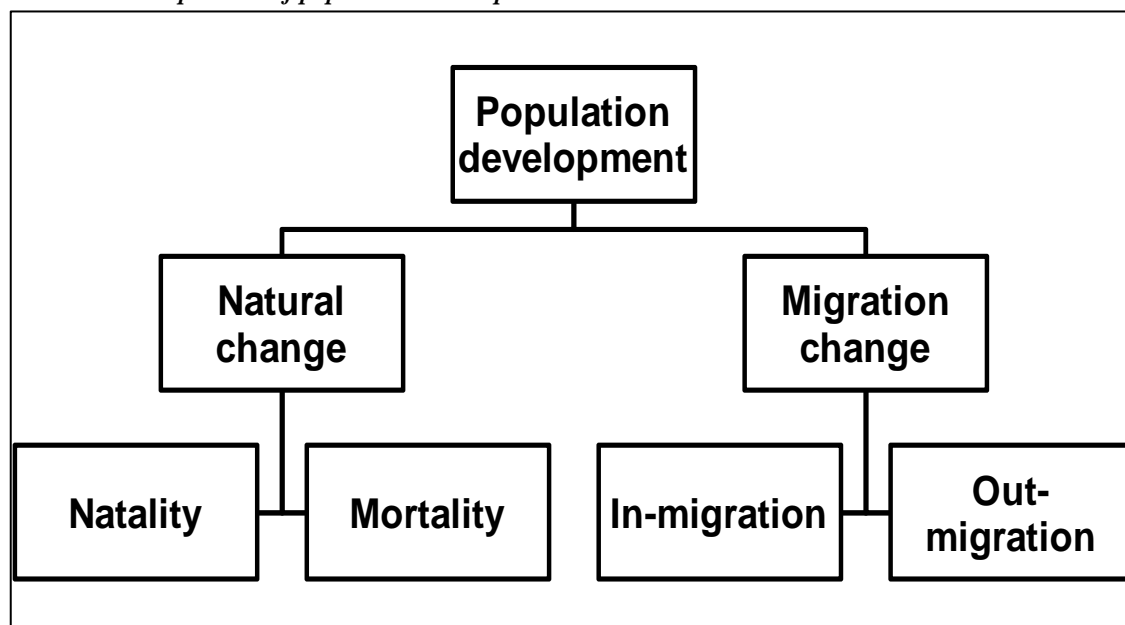 Population
development
Natural
change
Migration
change
Natality
Mortality
In-migration
Out-
migration